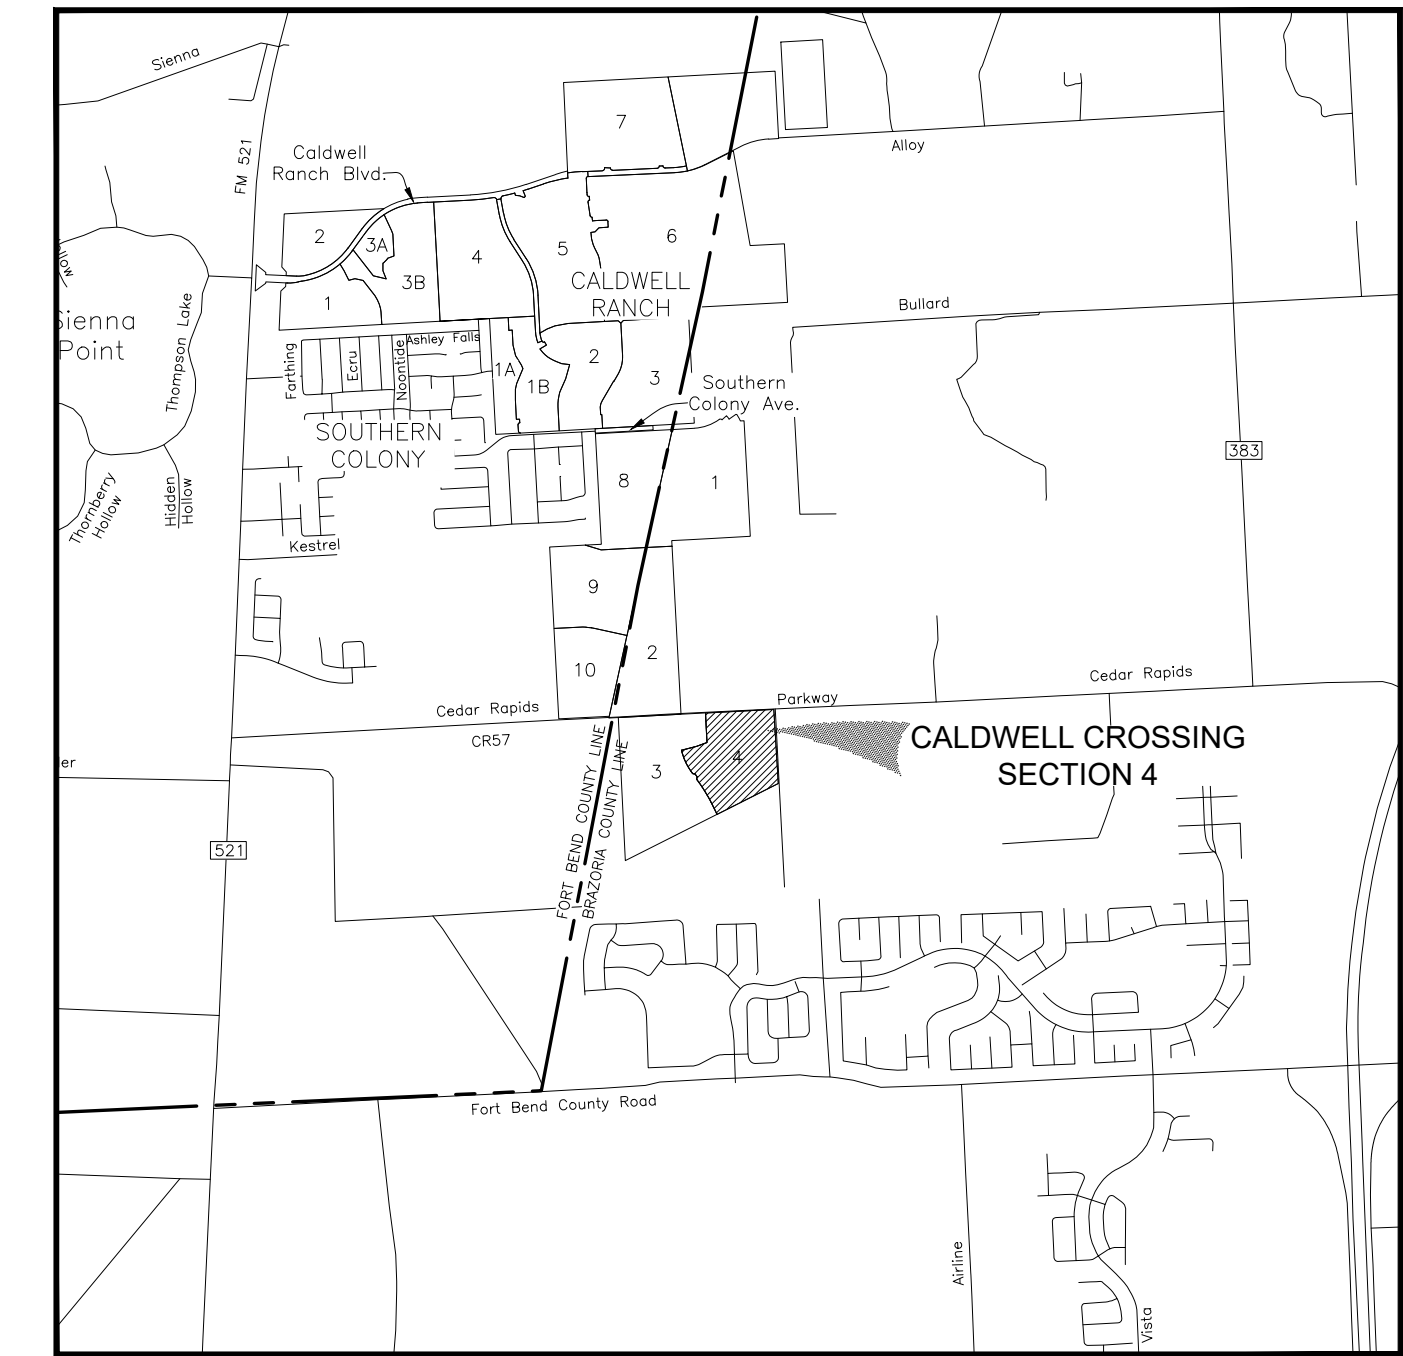 Sienna
FM 521
Caldwell
Ranch Blvd.
7
Alloy
2
3A
3B
4
5
6
1
CALDWELL
RANCH
Sienna
Point
Thompson Lake
Bullard
Farthing
Ecru
Noontide
Ashley Falls
1A
1B
2
3
Southern
Colony Ave.
SOUTHERN
COLONY
383
8
1
Thornberry
Hollow
Hidden
Hollow
Kestrel
9
10
2
Cedar Rapids
Parkway
Cedar Rapids
CR57
3
4
CALDWELL CROSSING
SECTION 4
FORT BEND COUNTY LINE
BRAZORIA COUNTY LINE
521
Fort Bend County Road
Airline
Vista